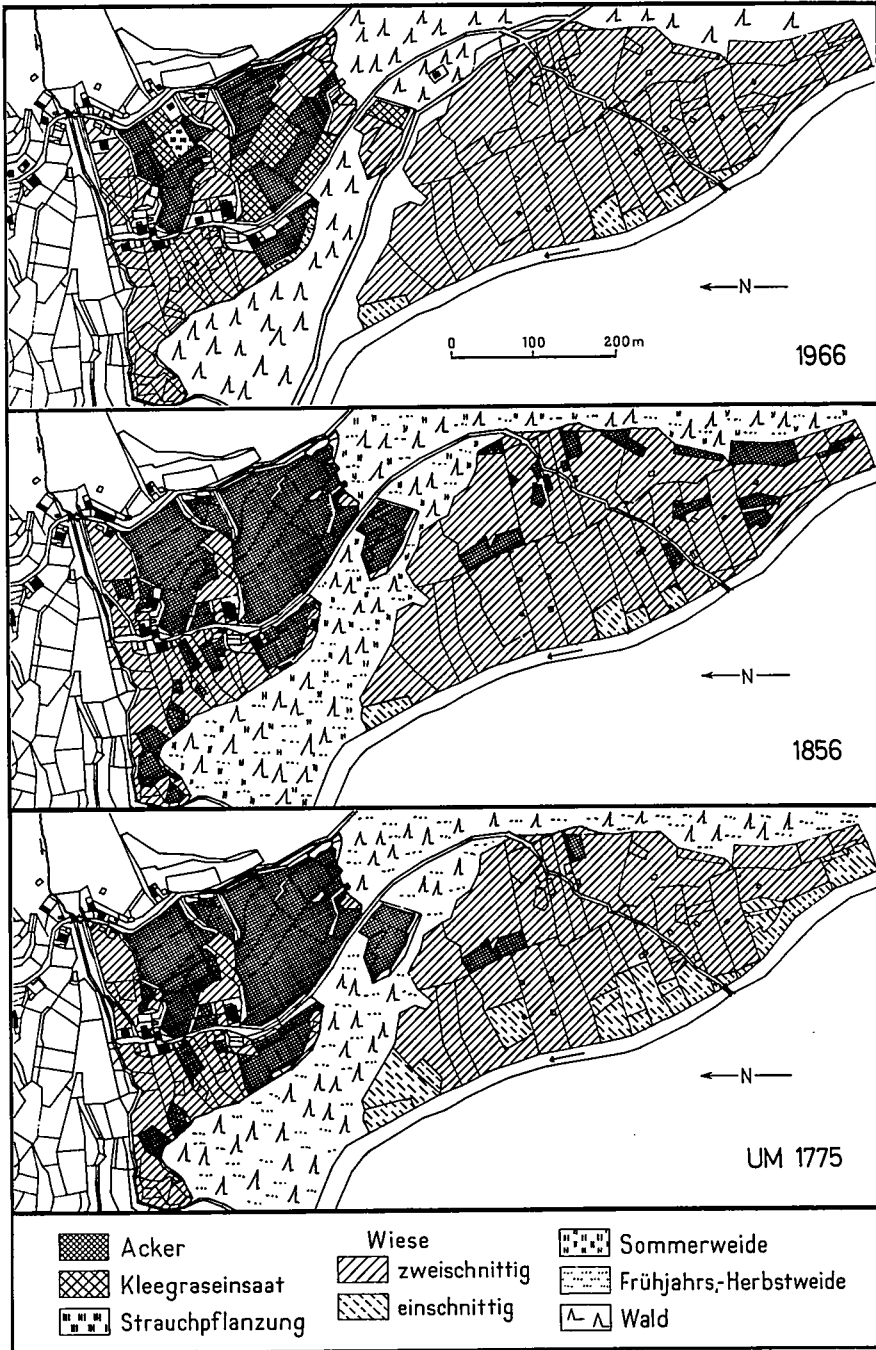 N
0 100 200m
1966
N
1856
N
UM 1775
Acker
Kleegraseinsaat
Strauchpflanzung
Wiese
zweischnittig
einschnittig
Sommerweide
Frühjahrs,-Herbstweide
Wald